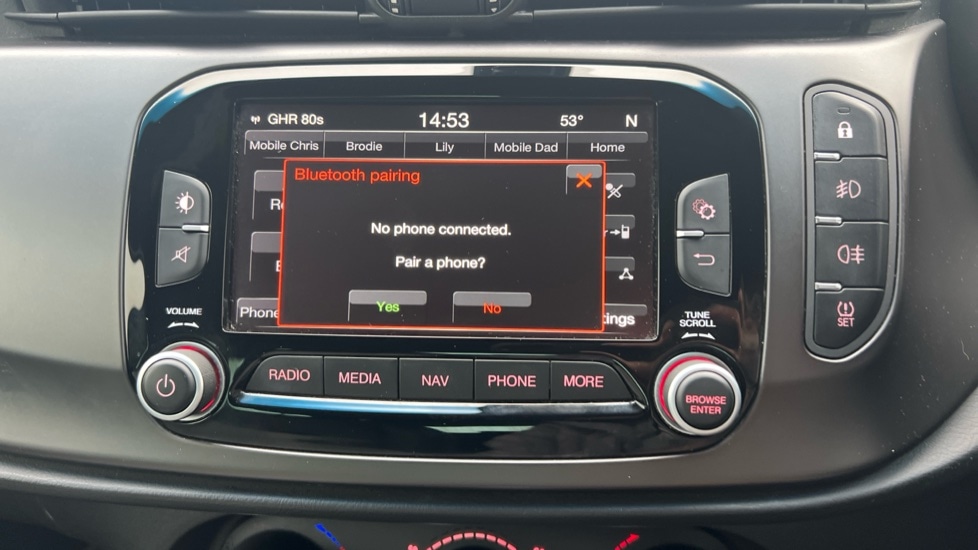 GHR 80s 14:53 53° N
Mobile Chris Brodie Lily Mobile Dad Home
Bluetooth pairing
No phone connected.
Pair a phone?
Yes No
Phone ings
VOLUME
TUNE
SCROLL
RADIO MEDIA NAV PHONE MORE
BROWSE
ENTER
SET